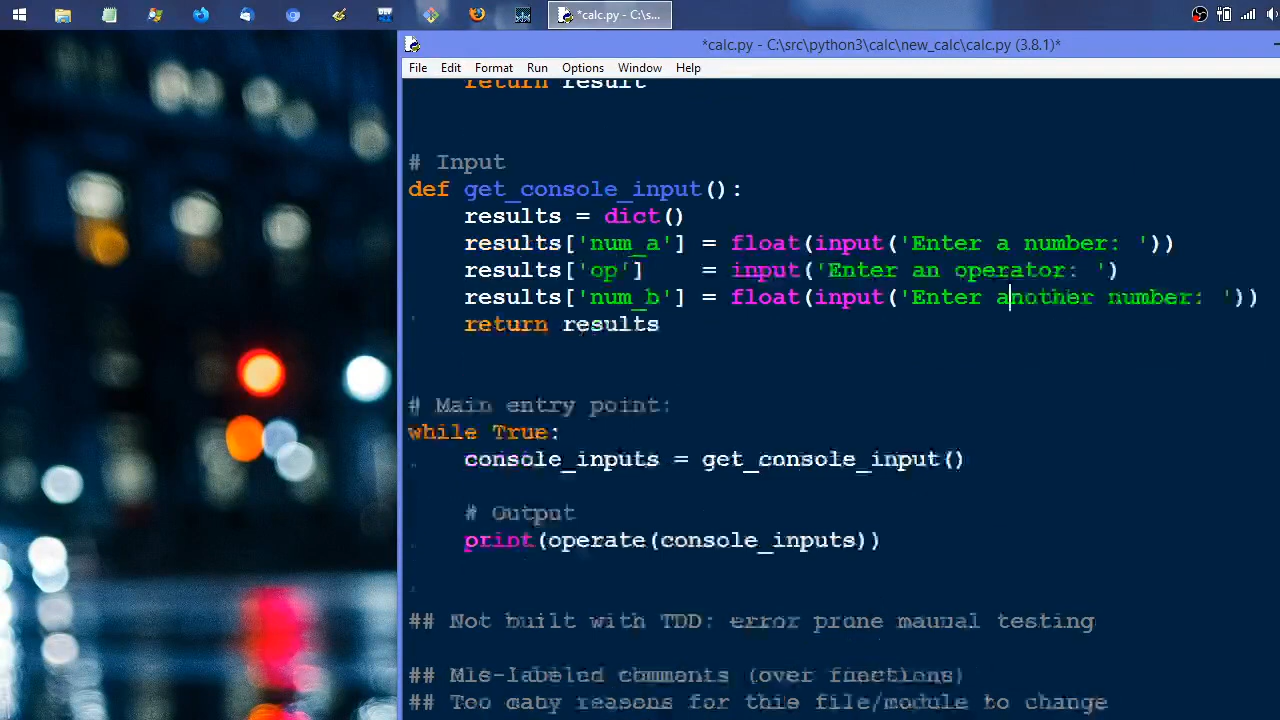 *calc.py - C:\s...
*calc.py - C:\src\python3\calc\new_calc\calc.py (3.8.1)*
File Edit Format Run Options Window Help
return result
# Input
def get_console_input():
results = dict()
results['num_a'] = float(input('Enter a number: '))
results['op'] = input('Enter an operator: ')
results['num_b'] = float(input('Enter another number: '))
return results
# Main entry point:
while True:
console_inputs = get_console_input()
# Output
print(operate(console_inputs))
## Not built with TDD: error prone manual testing
## Mis-labeled comments (over functions)
## Too many reasons for this file/module to change